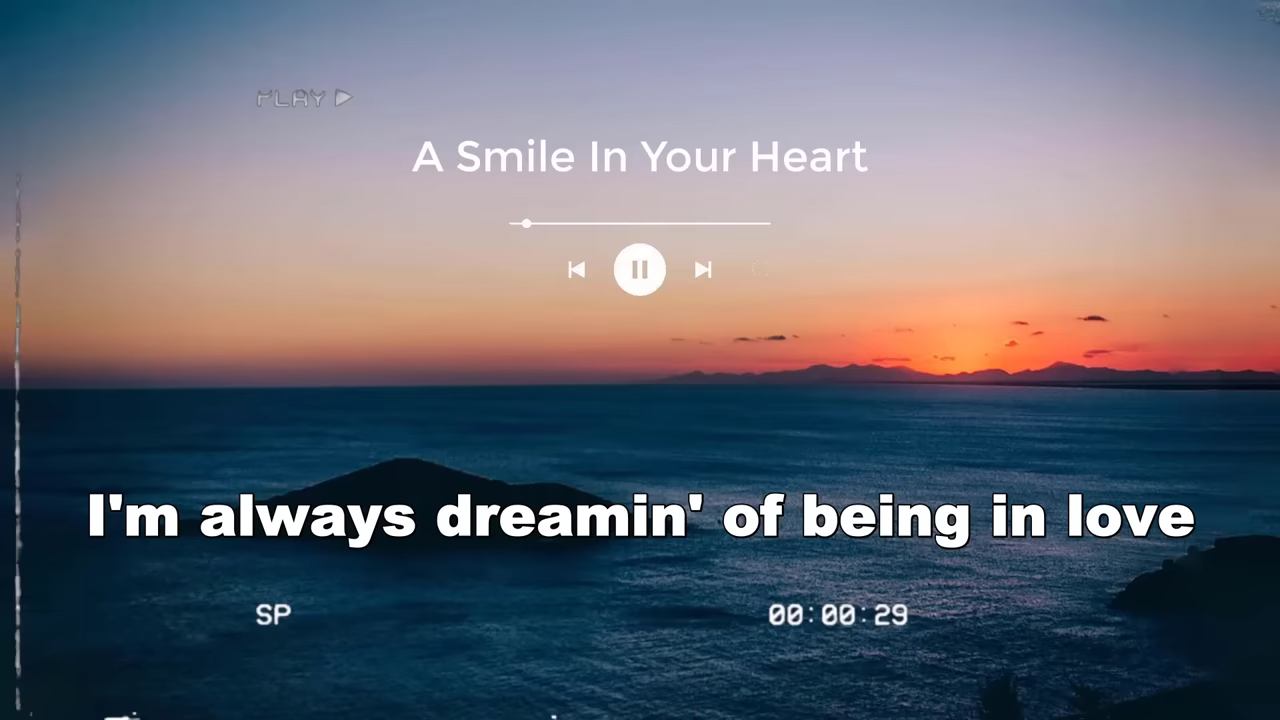 PLAY
A Smile In Your Heart
I'm always dreamin' of being in love
SP
00:00:29